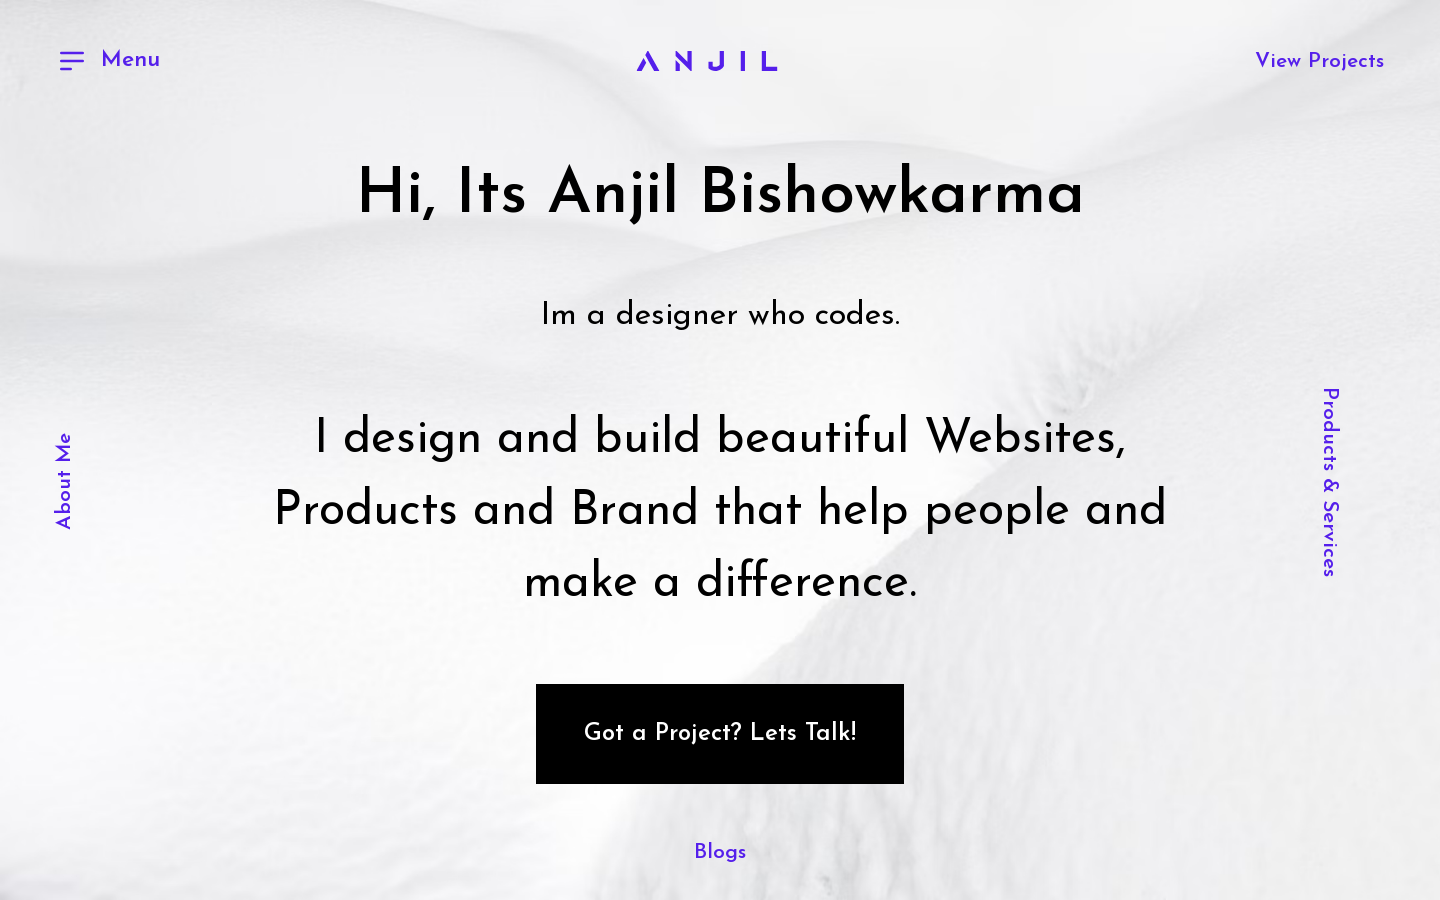 Menu
ANJIL
View Projects
Hi, Its Anjil Bishowkarma
Im a designer who codes.
I design and build beautiful Websites,
Products and Brand that help people and
make a difference.
About Me
Products & Services
Got a Project? Lets Talk!
Blogs